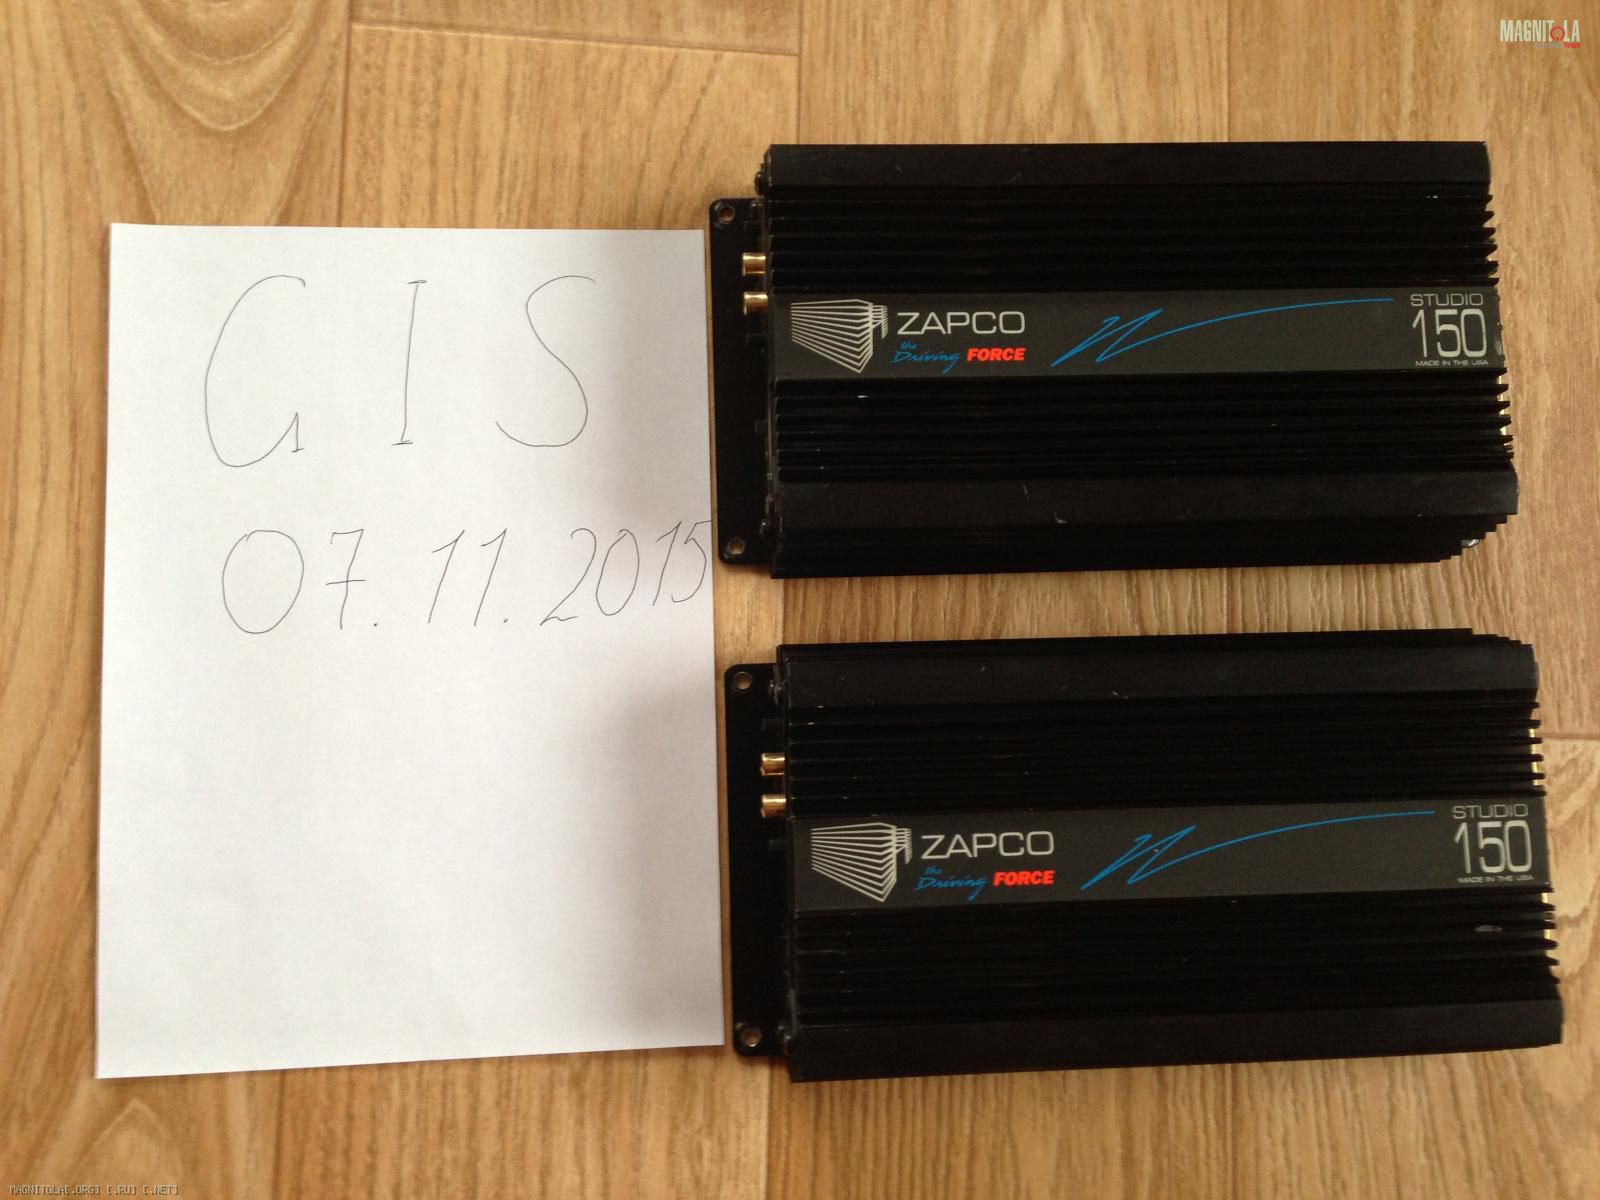 MAGNITOLA
Team
G I S
07.11.2015
ZAPCO
the
Driving FORCE
STUDIO
150
MADE IN THE USA
ZAPCO
the
Driving FORCE
STUDIO
150
MADE IN THE USA
MAGNITOLA[.ORG] [.RU] [.NET]